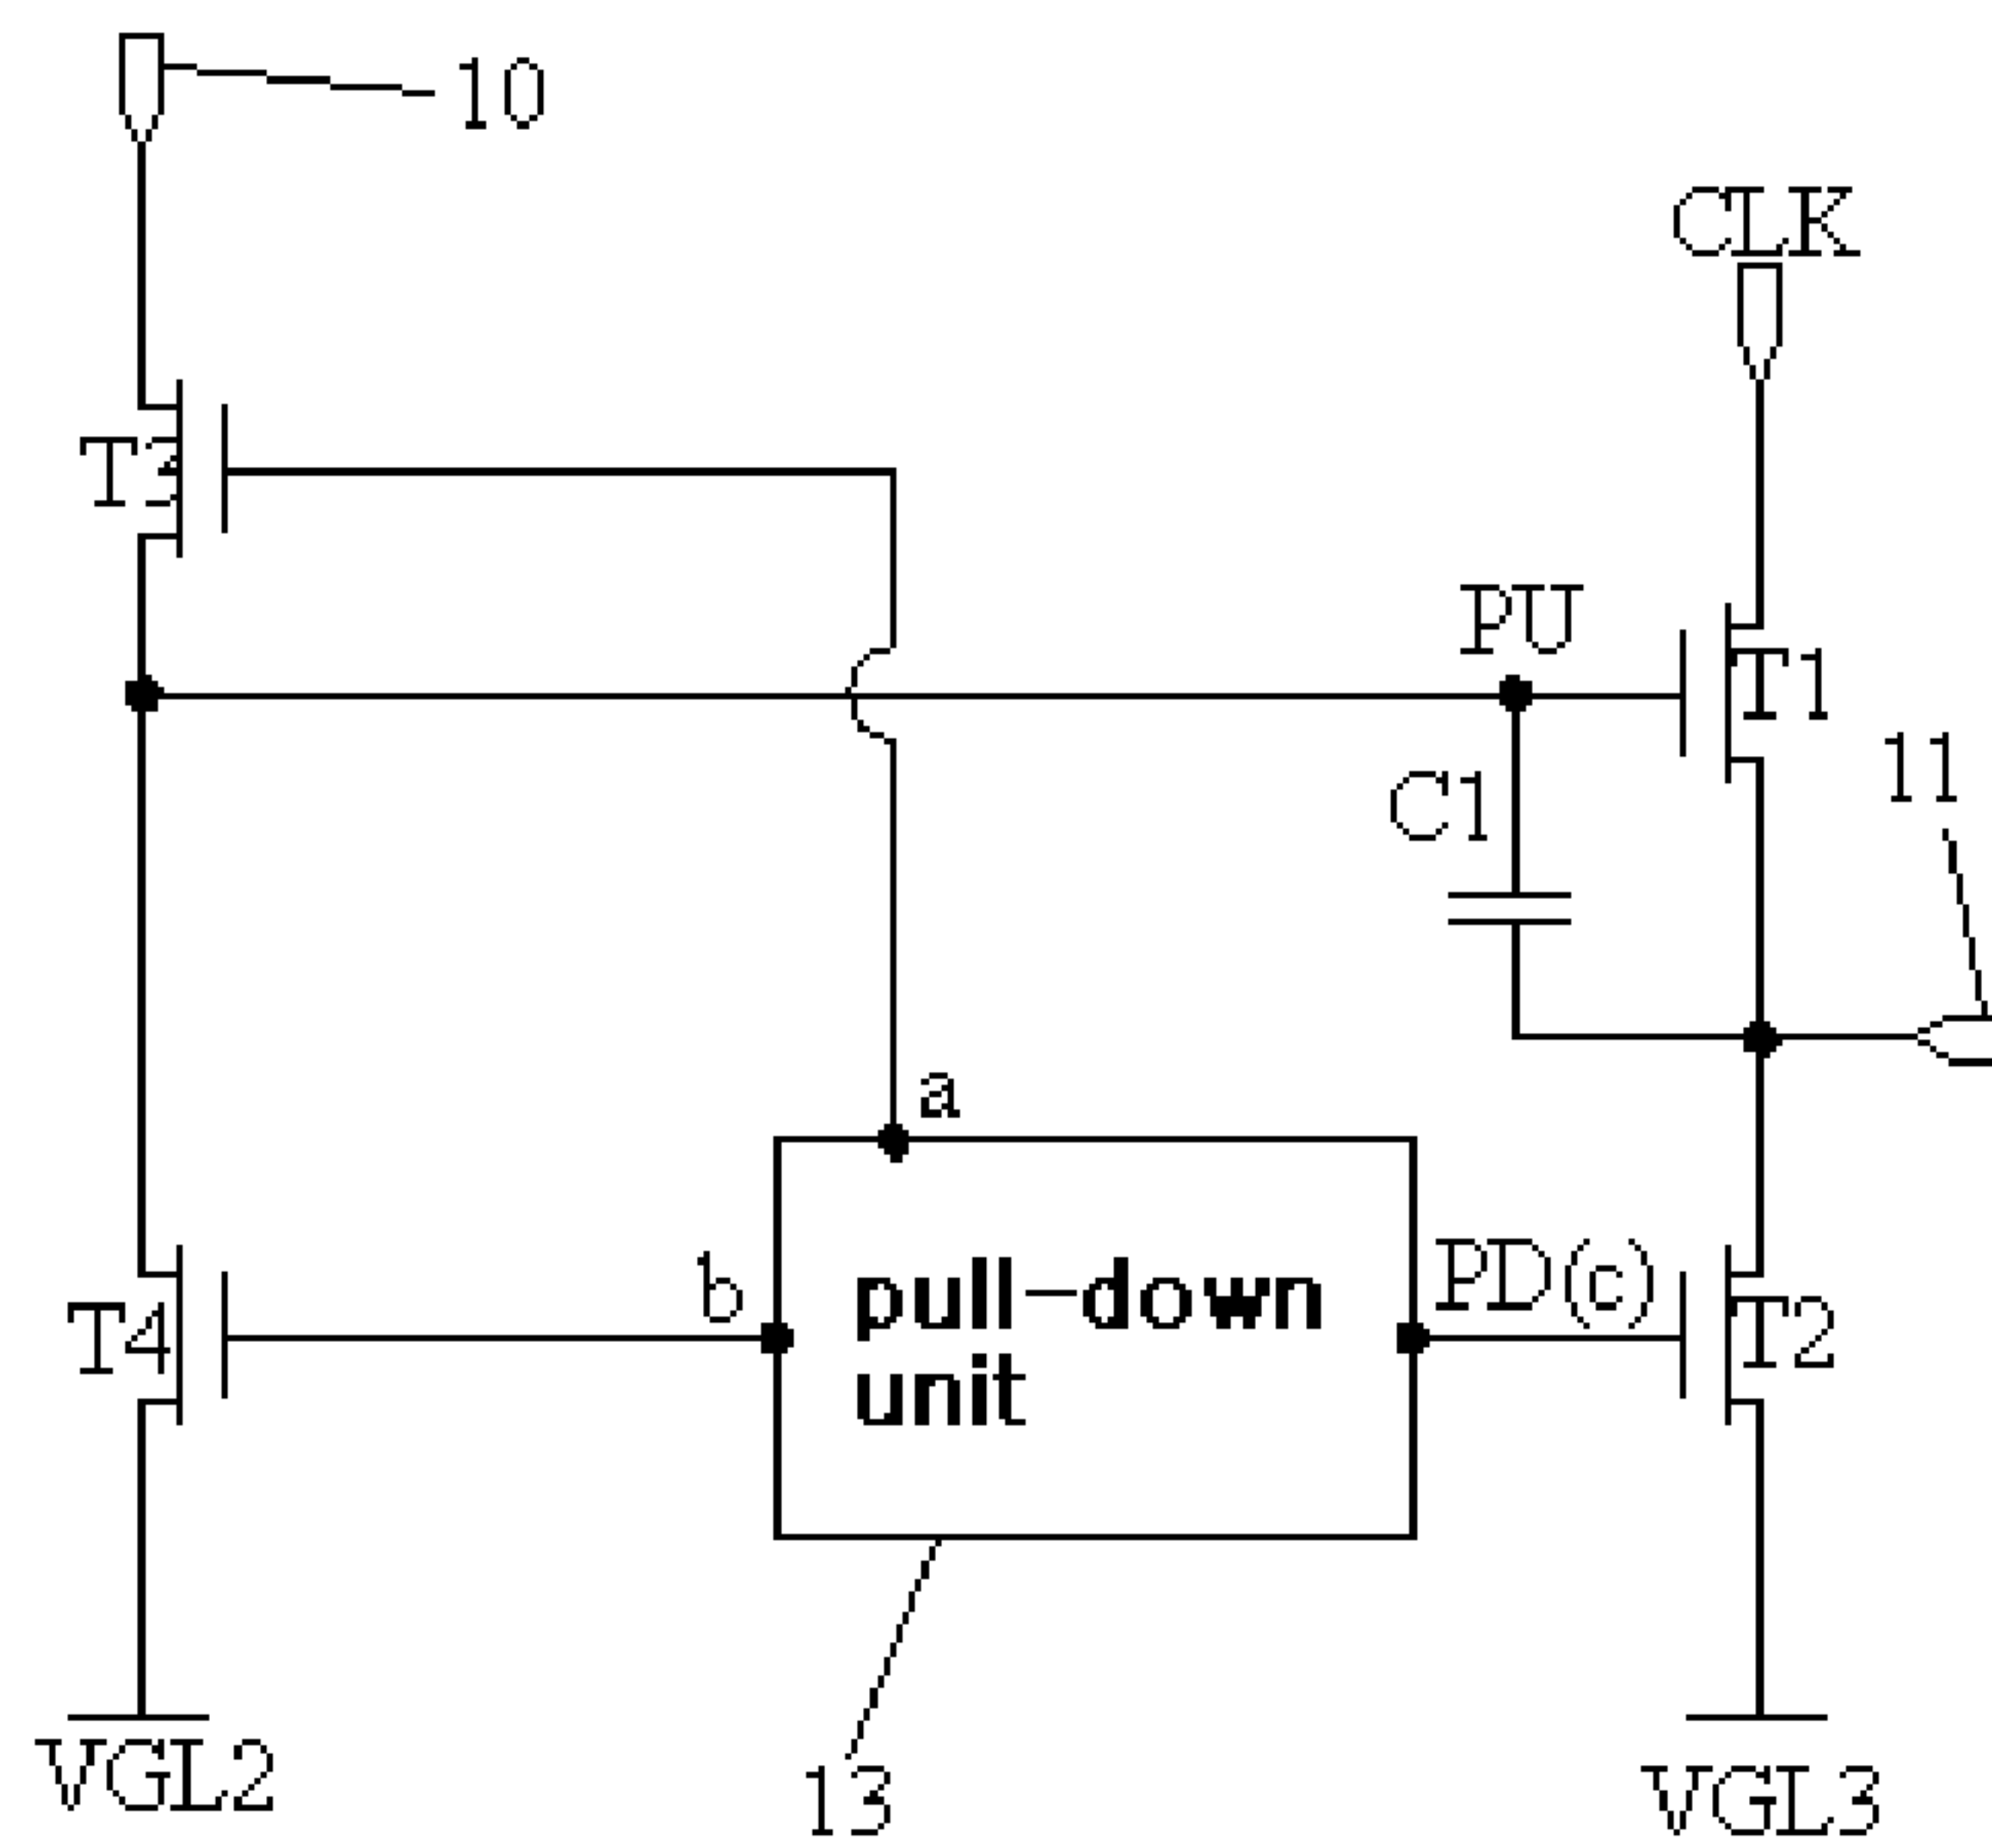 10
CLK
T3
PU
T1
11
C1
a
b
pull-down
unit
PD(c)
T4
T2
VGL2
13
VGL3